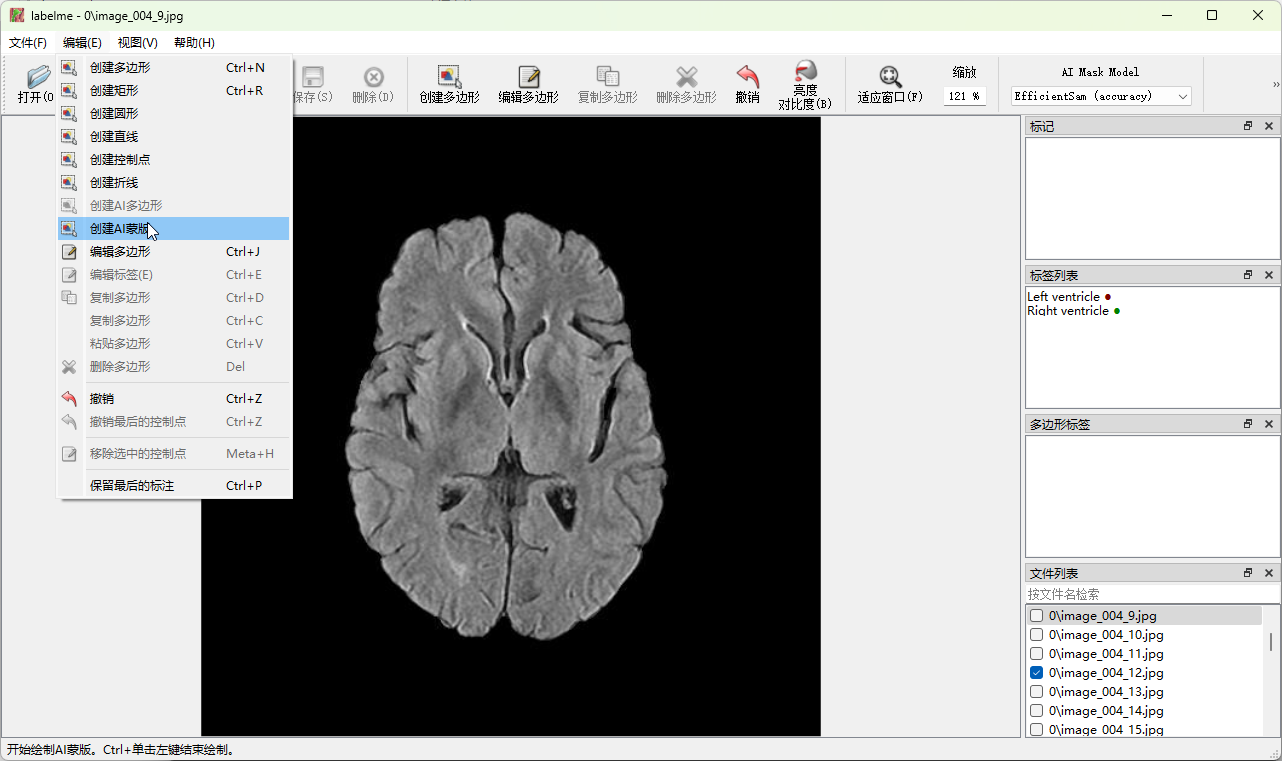 labelme - 0\image_004_9.jpg
文件(F) 编辑(E) 视图(V) 帮助(H)
打开(O
保存(S)
删除(D)
创建多边形
编辑多边形
复制多边形
删除多边形
撤销
亮度
对比度(B)
适应窗口(F)
缩放
121 %
AI Mask Model
EfficientSam (accuracy)
»
创建多边形 Ctrl+N
创建矩形 Ctrl+R
创建圆形
创建直线
创建控制点
创建折线
创建AI多边形
创建AI蒙版
编辑多边形 Ctrl+J
编辑标签(E) Ctrl+E
复制多边形 Ctrl+D
复制多边形 Ctrl+C
粘贴多边形 Ctrl+V
删除多边形 Del
撤销 Ctrl+Z
撤销最后的控制点 Ctrl+Z
移除选中的控制点 Meta+H
保留最后的标注 Ctrl+P
标记
标签列表
Left ventricle
Right ventricle
多边形标签
文件列表
按文件名检索
0\image_004_9.jpg
0\image_004_10.jpg
0\image_004_11.jpg
0\image_004_12.jpg
0\image_004_13.jpg
0\image_004_14.jpg
0\image_004_15.jpg
开始绘制AI蒙版。Ctrl+单击左键结束绘制。